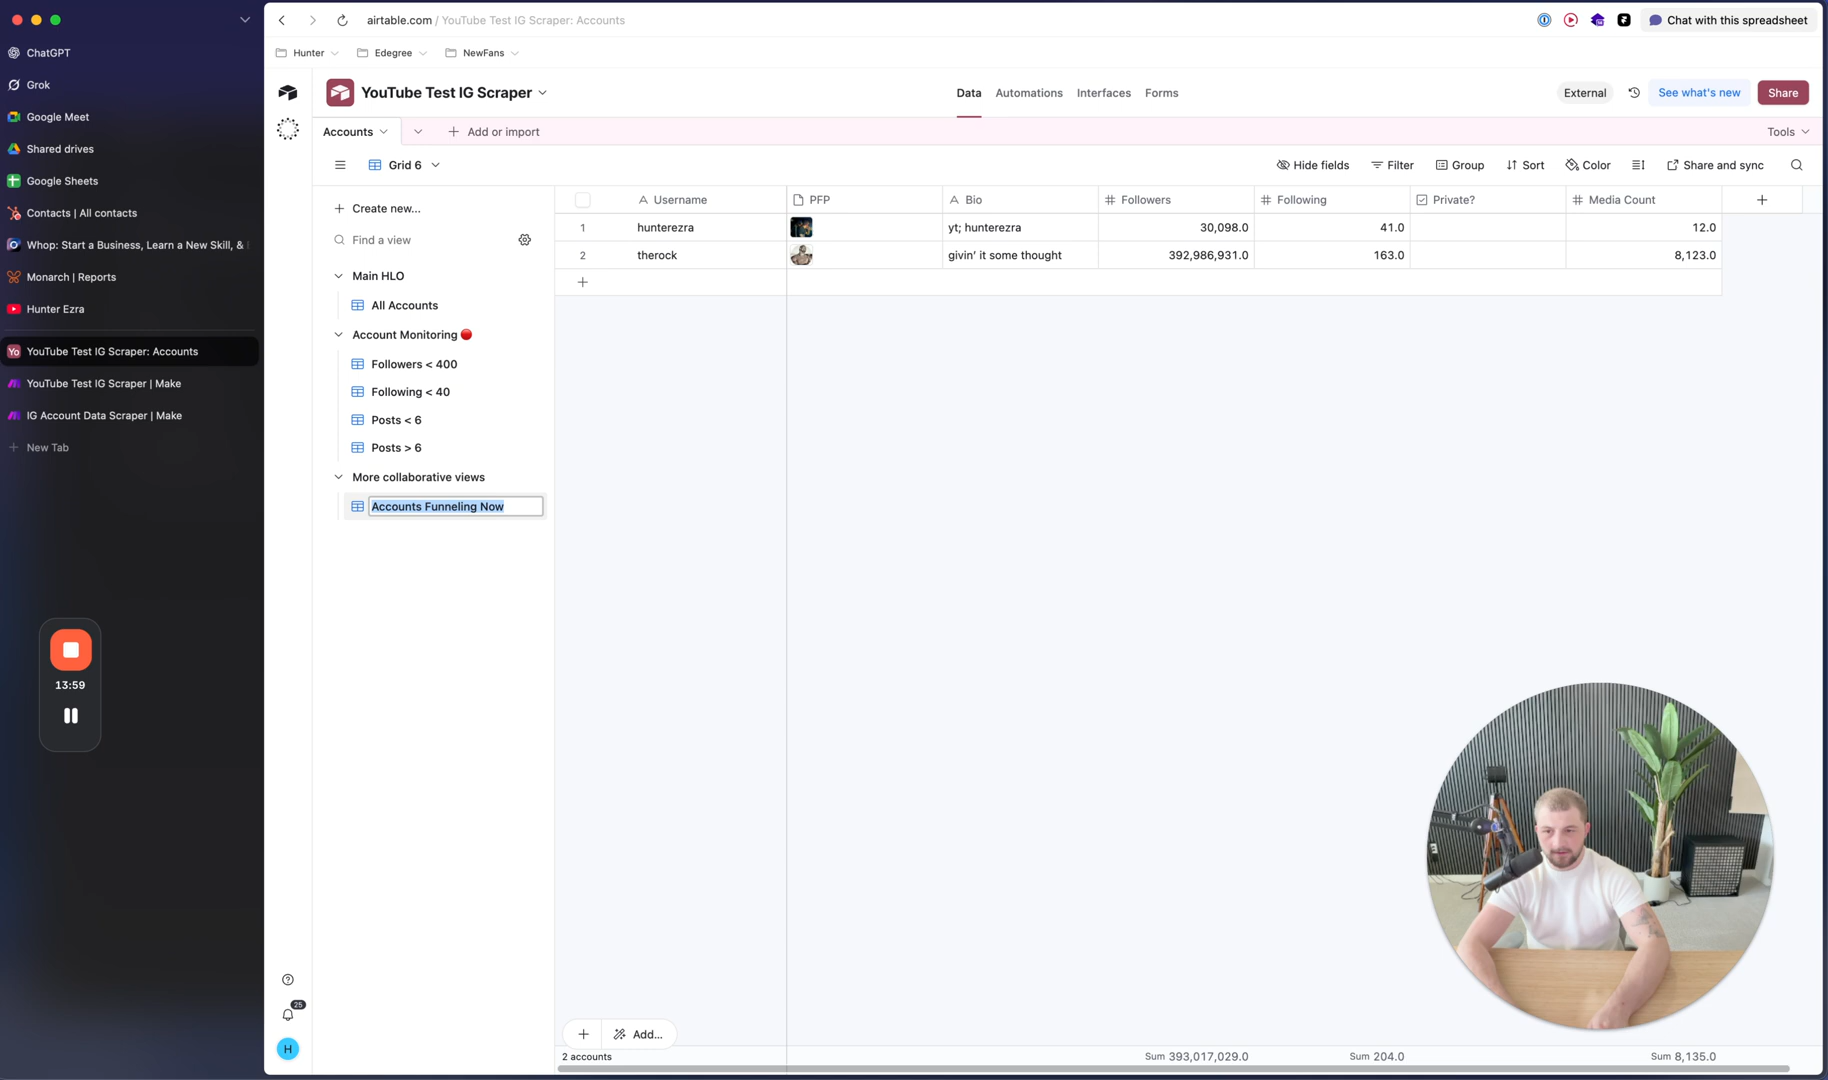 ChatGPT
Grok
Google Meet
Shared drives
Google Sheets
Contacts | All contacts
Whop: Start a Business, Learn a New Skill, &
Monarch | Reports
Hunter Ezra
Yo YouTube Test IG Scraper: Accounts
YouTube Test IG Scraper | Make
IG Account Data Scraper | Make
New Tab
13:59
airtable.com / YouTube Test IG Scraper: Accounts
Chat with this spreadsheet
Hunter Edegree NewFans
YouTube Test IG Scraper
Data Automations Interfaces Forms
External See what's new Share
Accounts Add or import Tools
Grid 6 Hide fields Filter Group Sort Color Share and sync
Create new...
Find a view
Main HLO
All Accounts
Account Monitoring
Followers < 400
Following < 40
Posts < 6
Posts > 6
More collaborative views
Accounts Funneling Now
Username PFP Bio Followers Following Private? Media Count
1 hunterezra yt; hunterezra 30,098.0 41.0 12.0
2 therock givin' it some thought 392,986,931.0 163.0 8,123.0
25
H
Add...
2 accounts Sum 393,017,029.0 Sum 204.0 Sum 8,135.0